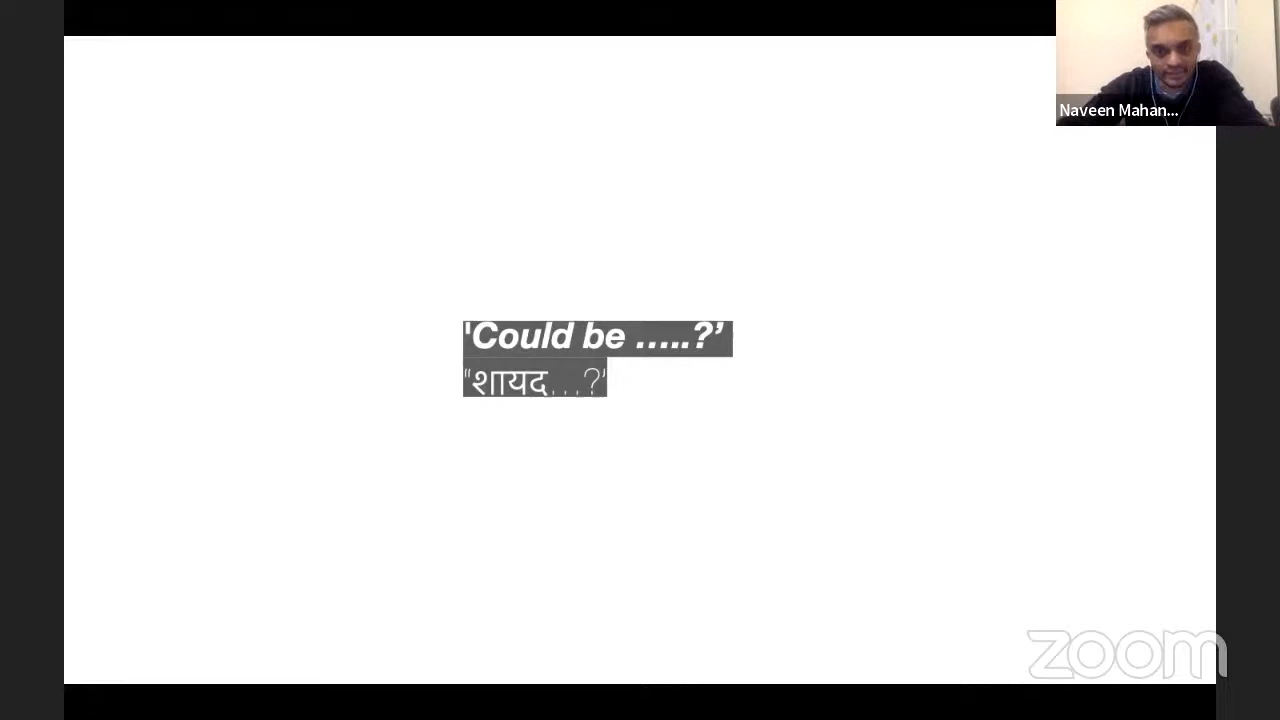 Naveen Mahan...
'Could be .....?’
“शायद...?’
zoom